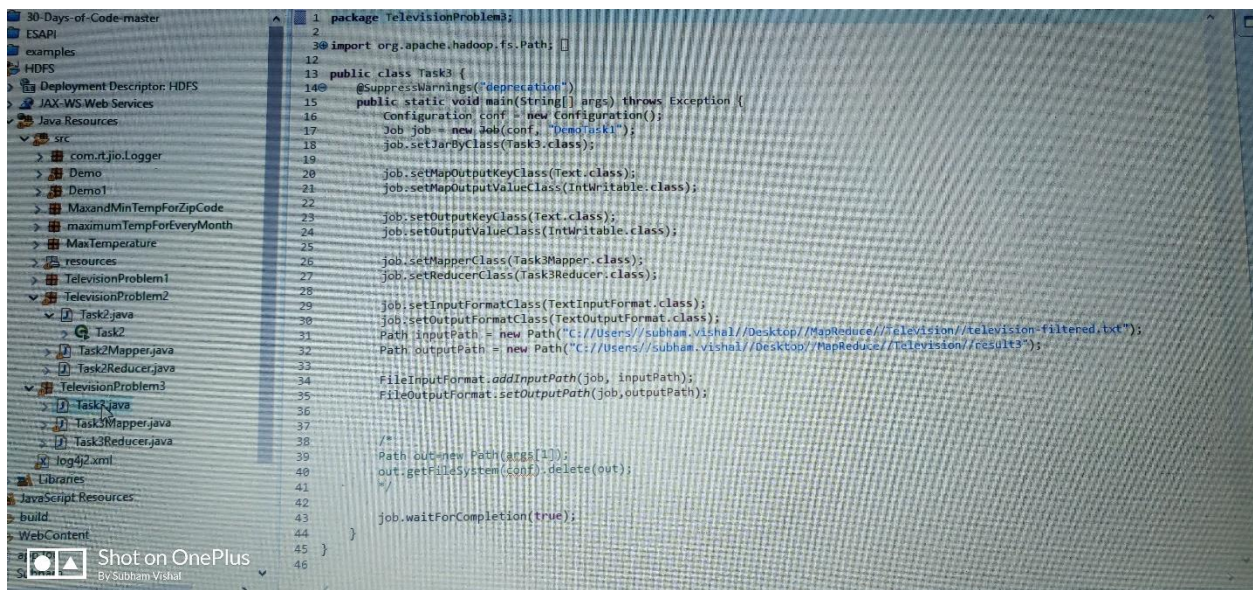 30-Days-of-Code-master
ESAPI
examples
HDFS
Deployment Descriptor: HDFS
JAX-WS Web Services
Java Resources
src
com.rt.jio.Logger
Demo
Demo1
MaxandMinTempForZipCode
maximumTempForEveryMonth
MaxTemperature
resources
TelevisionProblem1
TelevisionProblem2
Task2.java
Task2
Task2Mapper.java
Task2Reducer.java
TelevisionProblem3
Task3.java
Task3Mapper.java
Task3Reducer.java
log4j2.xml
Libraries
JavaScript Resources
build
WebContent
1 package TelevisionProblem3;
2
3 import org.apache.hadoop.fs.Path;
12
13 public class Task3 {
14 @SuppressWarnings("deprecation")
15 public static void main(String[] args) throws Exception {
16 Configuration conf = new Configuration();
17 Job job = new Job(conf, "DemoTask1");
18 job.setJarByClass(Task3.class);
19
20 job.setMapOutputKeyClass(Text.class);
21 job.setMapOutputValueClass(IntWritable.class);
22
23 job.setOutputKeyClass(Text.class);
24 job.setOutputValueClass(IntWritable.class);
25
26 job.setMapperClass(Task3Mapper.class);
27 job.setReducerClass(Task3Reducer.class);
28
29 job.setInputFormatClass(TextInputFormat.class);
30 job.setOutputFormatClass(TextOutputFormat.class);
31 Path inputPath = new Path("C://Users//subham.vishal//Desktop//MapReduce//Television//television-filtered.txt");
32 Path outputPath = new Path("C://Users//subham.vishal//Desktop//MapReduce//Television//result3");
33
34 FileInputFormat.addInputPath(job, inputPath);
35 FileOutputFormat.setOutputPath(job,outputPath);
36
37
38 /*
39 Path out=new Path(args[1]);
40 out.getFileSystem(conf).delete(out);
41 */
42
43 job.waitForCompletion(true);
44 }
45 }
46
Shot on OnePlus
By Subham Vishal